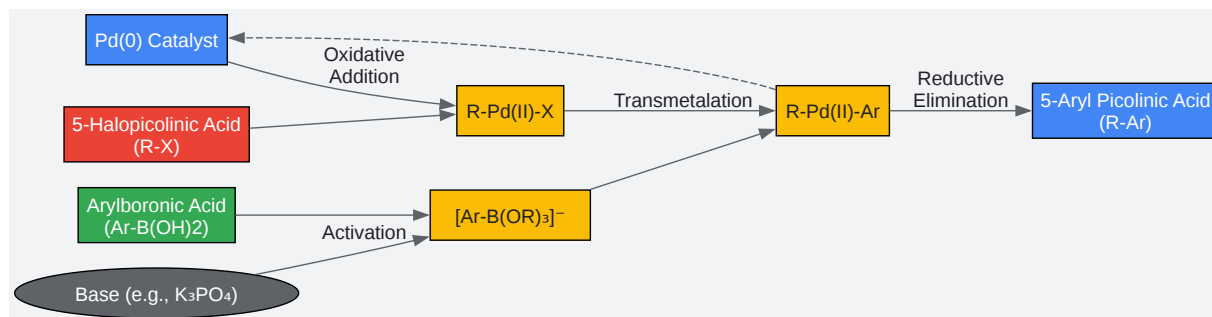 Pd(0) Catalyst
Oxidative
Addition
5-Halopicolinic Acid
(R-X)
R-Pd(II)-X
Transmetalation
R-Pd(II)-Ar
Reductive
Elimination
5-Aryl Picolinic Acid
(R-Ar)
Arylboronic Acid
(Ar-B(OH)2)
Activation
[Ar-B(OR)₃]⁻
Base (e.g., K₃PO₄)